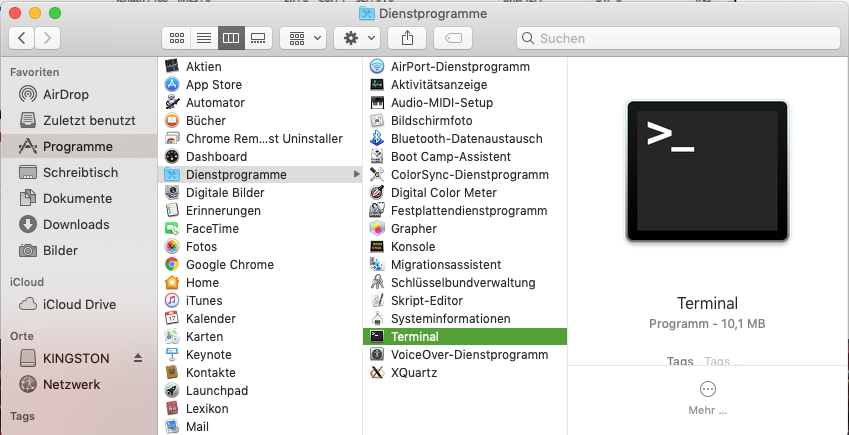 Dienstprogramme
Suchen
Favoriten
AirDrop
Zuletzt benutzt
Programme
Schreibtisch
Dokumente
Downloads
Bilder
iCloud
iCloud Drive
Orte
KINGSTON
Netzwerk
Tags
Aktien
App Store
Automator
Bücher
Chrome Rem...st Uninstaller
Dashboard
Dienstprogramme
Digitale Bilder
Erinnerungen
FaceTime
Fotos
Google Chrome
Home
iTunes
Kalender
Karten
Keynote
Kontakte
Launchpad
Lexikon
Mail
AirPort-Dienstprogramm
Aktivitätsanzeige
Audio-MIDI-Setup
Bildschirmfoto
Bluetooth-Datenaustausch
Boot Camp-Assistent
ColorSync-Dienstprogramm
Digital Color Meter
Festplattendienstprogramm
Grapher
Konsole
Migrationsassistent
Schlüsselbundverwaltung
Skript-Editor
Systeminformationen
Terminal
VoiceOver-Dienstprogramm
XQuartz
>_
Terminal
Programm - 10,1 MB
Tags Tags ...
Mehr ...